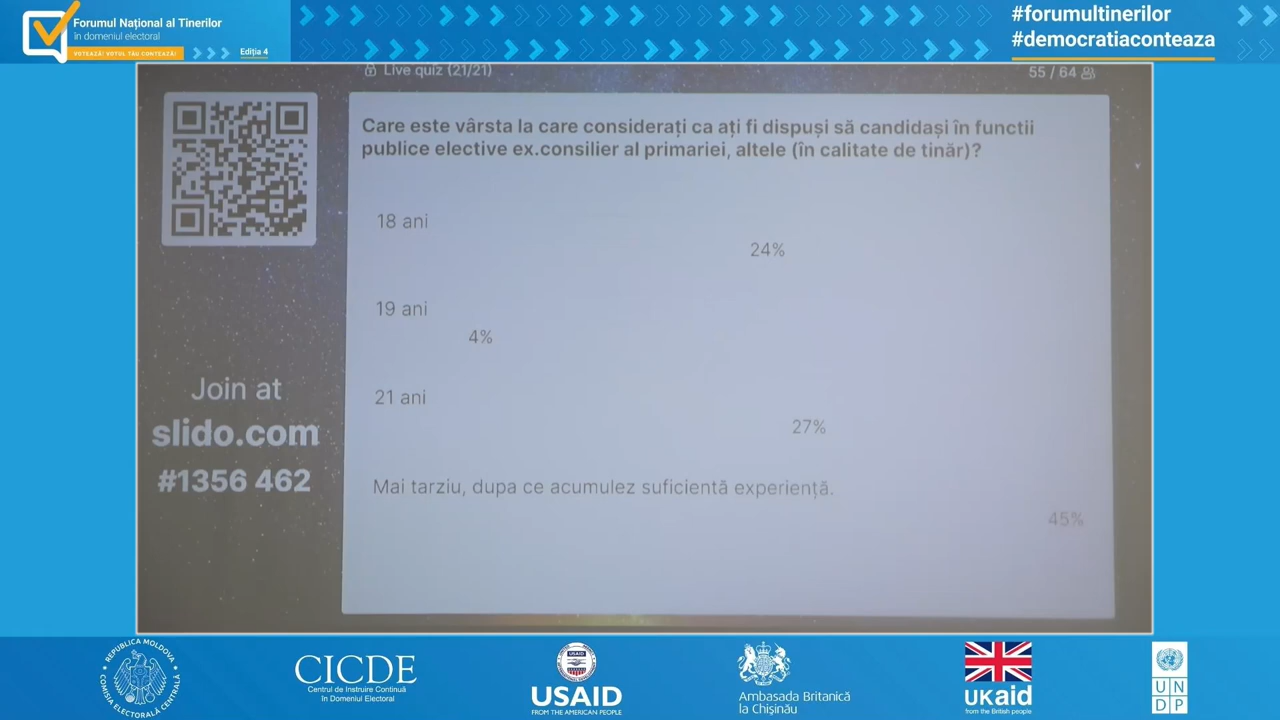 Forumul Național al Tinerilor
în domeniul electoral
VOTEAZĂ! VOTUL TĂU CONTEAZĂ!
Ediția 4
#forumultinerilor
#democratiaconteaza
Live quiz (21/21)
55 / 64
Care este vârsta la care considerați ca ați fi dispuși să candidași în functii
publice elective ex.consilier al primariei, altele (în calitate de tinăr)?
18 ani
24%
19 ani
4%
21 ani
27%
Mai tarziu, dupa ce acumulez suficientă experiență.
45%
Join at
slido.com
#1356 462
REPUBLICA MOLDOVA
COMISIA ELECTORALĂ CENTRALĂ
CICDE
Centrul de Instruire Continuă
în Domeniul Electoral
USAID
USAID
FROM THE AMERICAN PEOPLE
Ambasada Britanică
la Chișinău
UKaid
from the British people
UN
DP